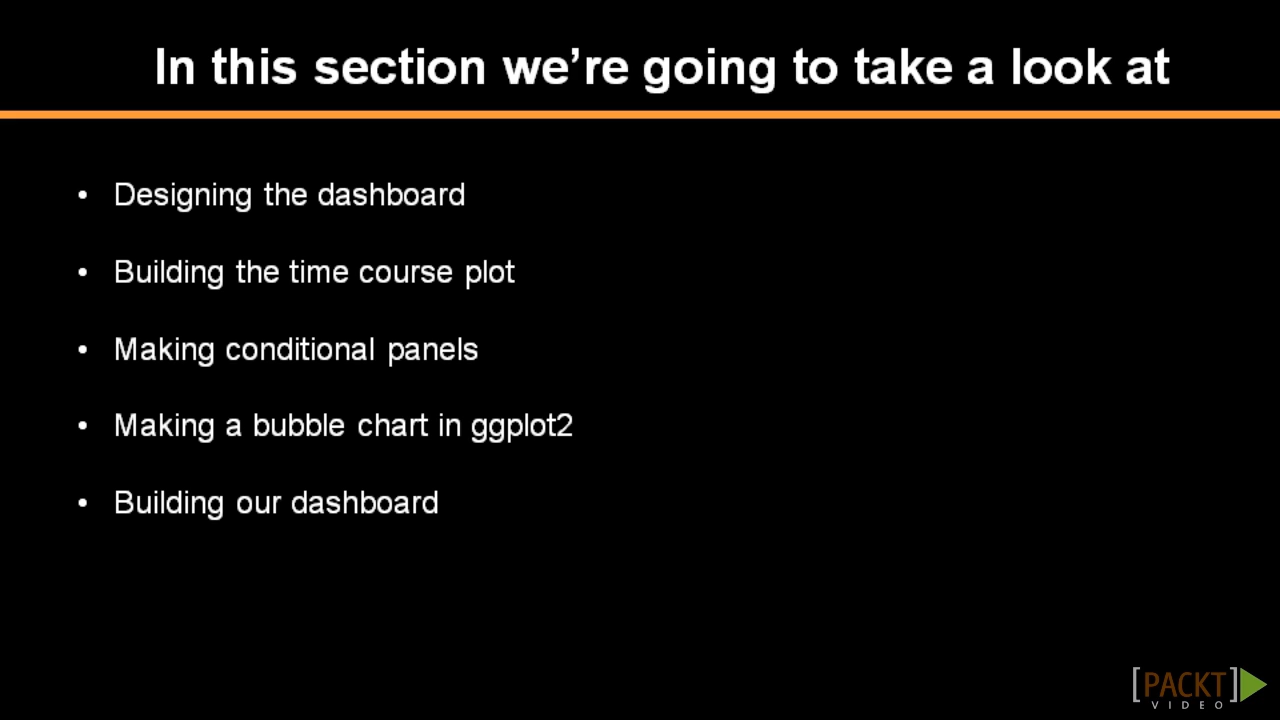 In this section we're going to take a look at
• Designing the dashboard
• Building the time course plot
• Making conditional panels
• Making a bubble chart in ggplot2
• Building our dashboard
[PACKT]
VIDEO